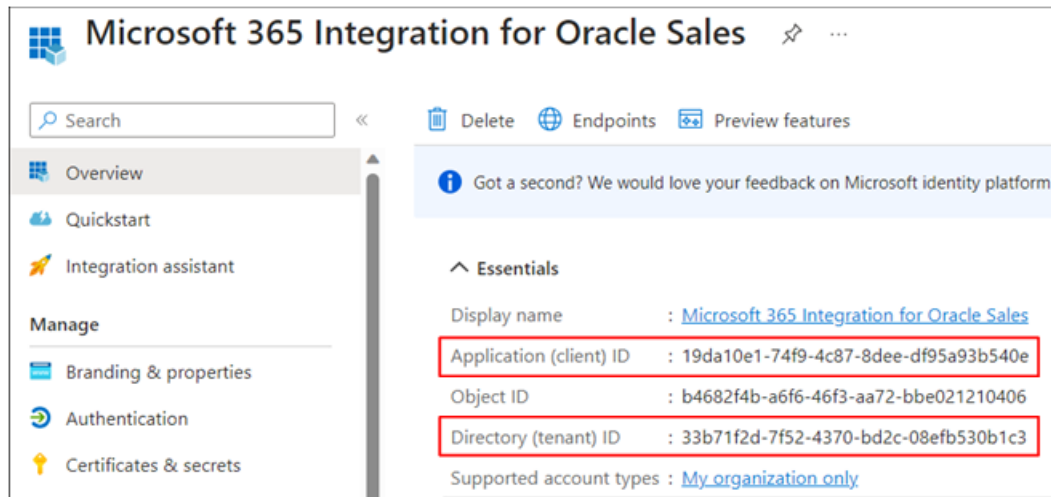 Microsoft 365 Integration for Oracle Sales
Search
Delete Endpoints Preview features
Overview
Got a second? We would love your feedback on Microsoft identity platform
Quickstart
Integration assistant
Essentials
Display name : Microsoft 365 Integration for Oracle Sales
Manage
Application (client) ID : 19da10e1-74f9-4c87-8dee-df95a93b540e
Branding & properties
Object ID : b4682f4b-a6f6-46f3-aa72-bbe021210406
Authentication
Directory (tenant) ID : 33b71f2d-7f52-4370-bd2c-08efb530b1c3
Certificates & secrets
Supported account types : My organization only